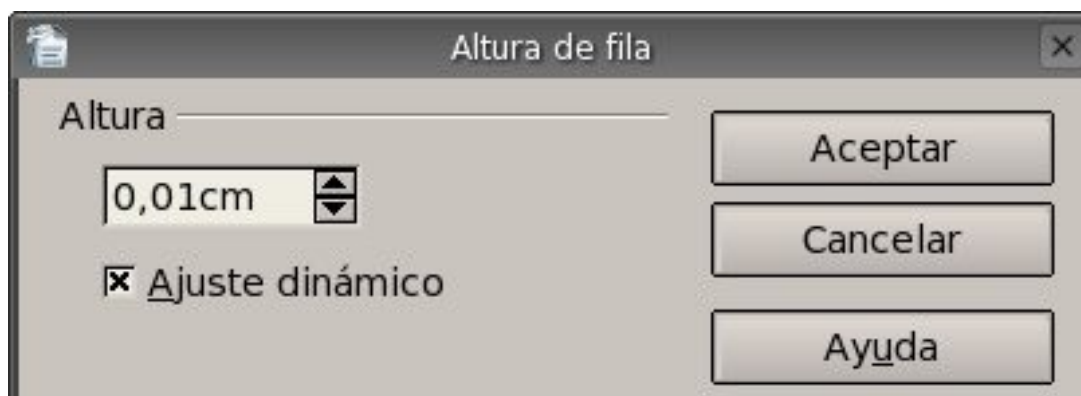 Altura de fila
Altura
0,01cm
Ajuste dinámico
Aceptar
Cancelar
Ayuda